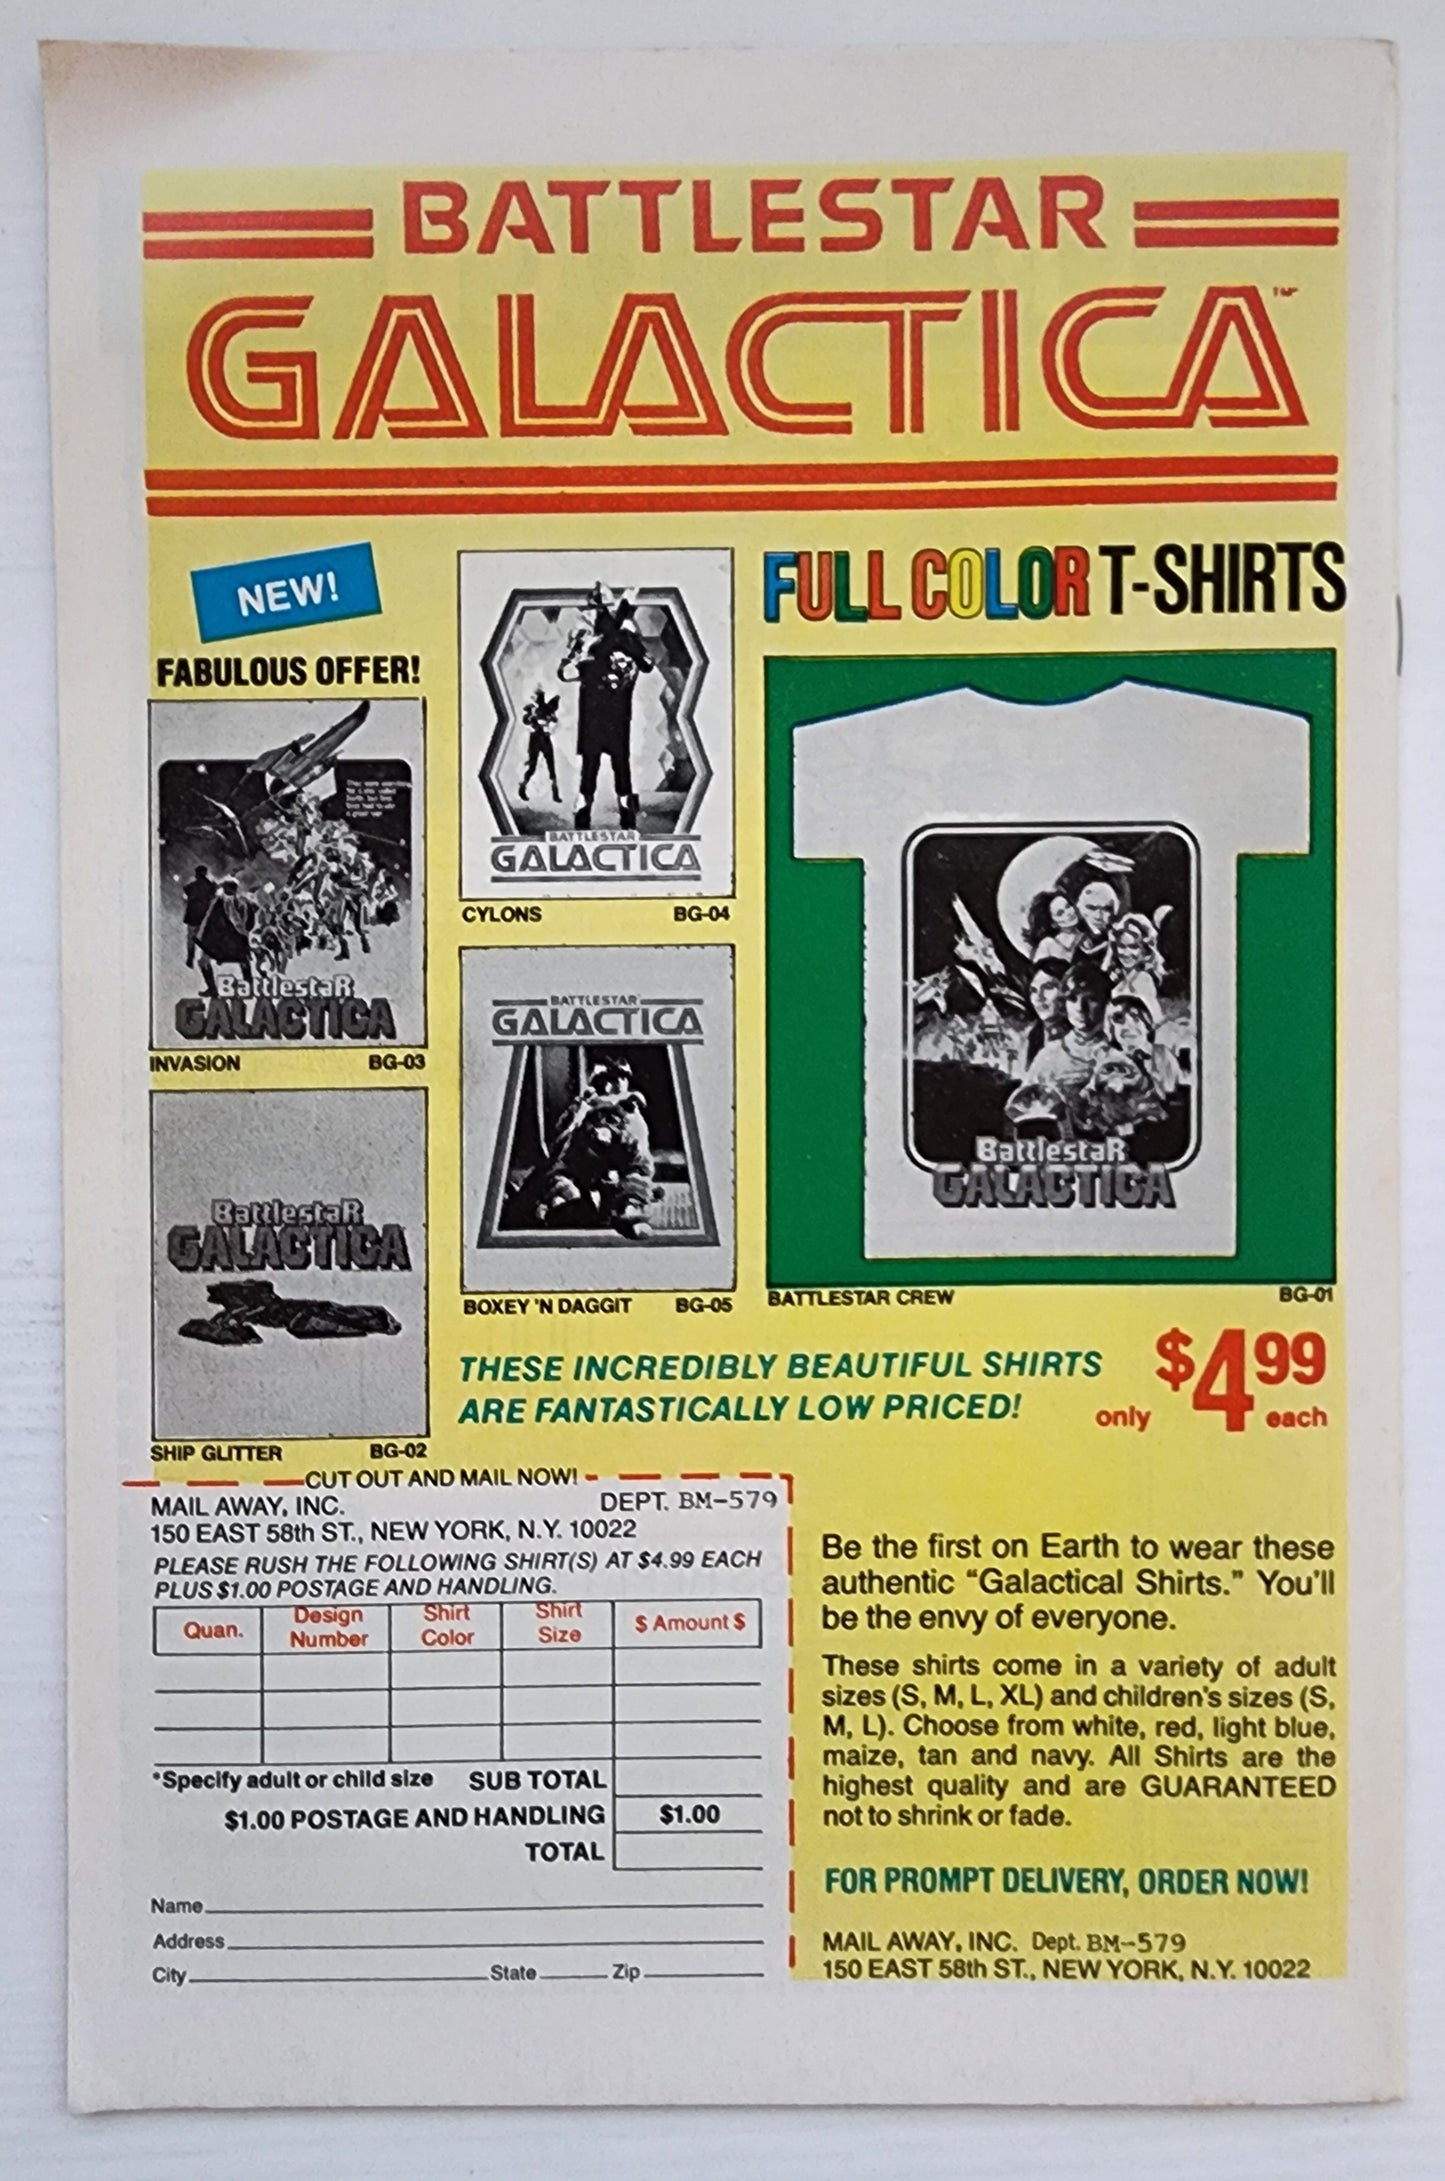 BATTLESTAR
GALACTICA™
NEW!
FABULOUS OFFER!
BattlestaR
GALACTICA
INVASION BG-03
BattlestaR
GALACTICA
SHIP GLITTER BG-02
BATTLESTAR
GALACTICA
CYLONS BG-04
BATTLESTAR
GALACTICA
BOXEY 'N DAGGIT BG-05
FULL COLOR T-SHIRTS
BattlestaR
GALACTICA
BATTLESTAR CREW BG-01
THESE INCREDIBLY BEAUTIFUL SHIRTS
ARE FANTASTICALLY LOW PRICED!
only $4.99 each
CUT OUT AND MAIL NOW!
MAIL AWAY, INC. DEPT. BM-579
150 EAST 58th ST., NEW YORK, N.Y. 10022
PLEASE RUSH THE FOLLOWING SHIRT(S) AT $4.99 EACH
PLUS $1.00 POSTAGE AND HANDLING.
Quan. Design Number Shirt Color Shirt Size $ Amount $
*Specify adult or child size SUB TOTAL
$1.00 POSTAGE AND HANDLING $1.00
TOTAL
Name
Address
City State Zip
Be the first on Earth to wear these
authentic “Galactical Shirts.” You'll
be the envy of everyone.
These shirts come in a variety of adult
sizes (S, M, L, XL) and children's sizes (S,
M, L). Choose from white, red, light blue,
maize, tan and navy. All Shirts are the
highest quality and are GUARANTEED
not to shrink or fade.
FOR PROMPT DELIVERY, ORDER NOW!
MAIL AWAY, INC. Dept. BM-579
150 EAST 58th ST., NEW YORK, N.Y. 10022